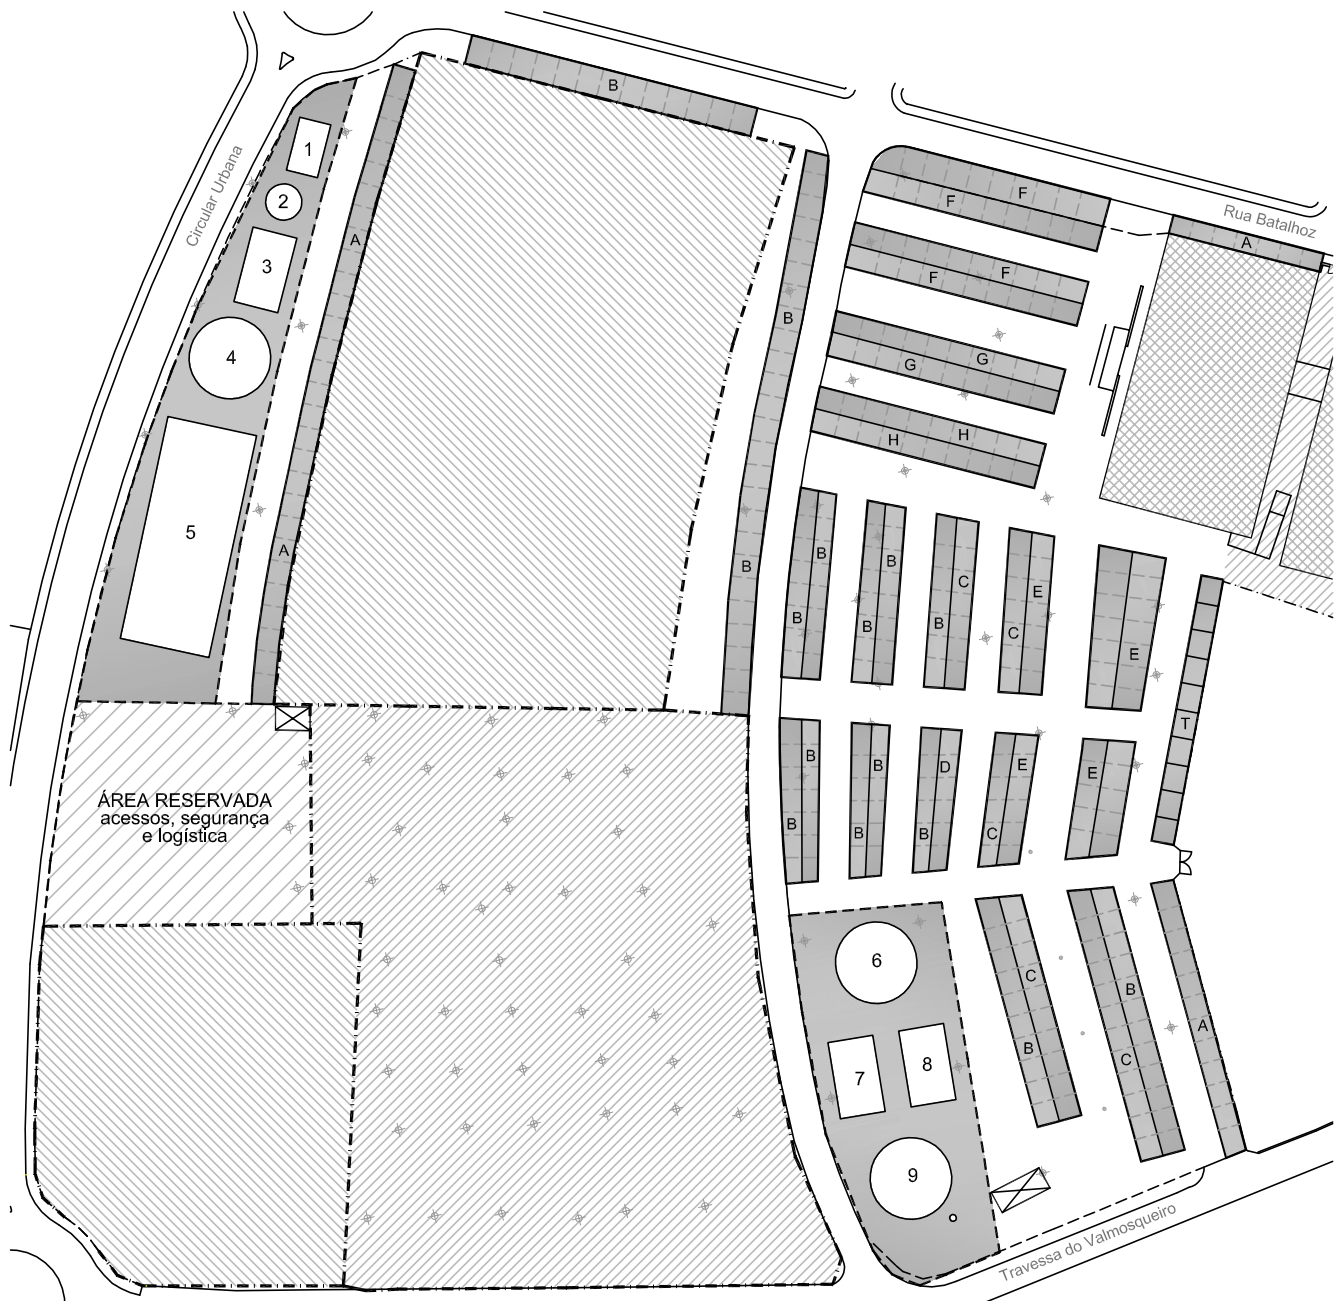 B
1
Circular Urbana
2
A
3
4
A
5
B
B
F
F
Rua Batalhoz
A
F
F
G
G
H
H
B
B
C
E
B
B
B
C
E
T
B
B
D
E
E
B
B
B
C
ÁREA RESERVADA
acessos, segurança
e logística
6
7
8
9
C
B
B
C
A
Travessa do Valmosqueiro